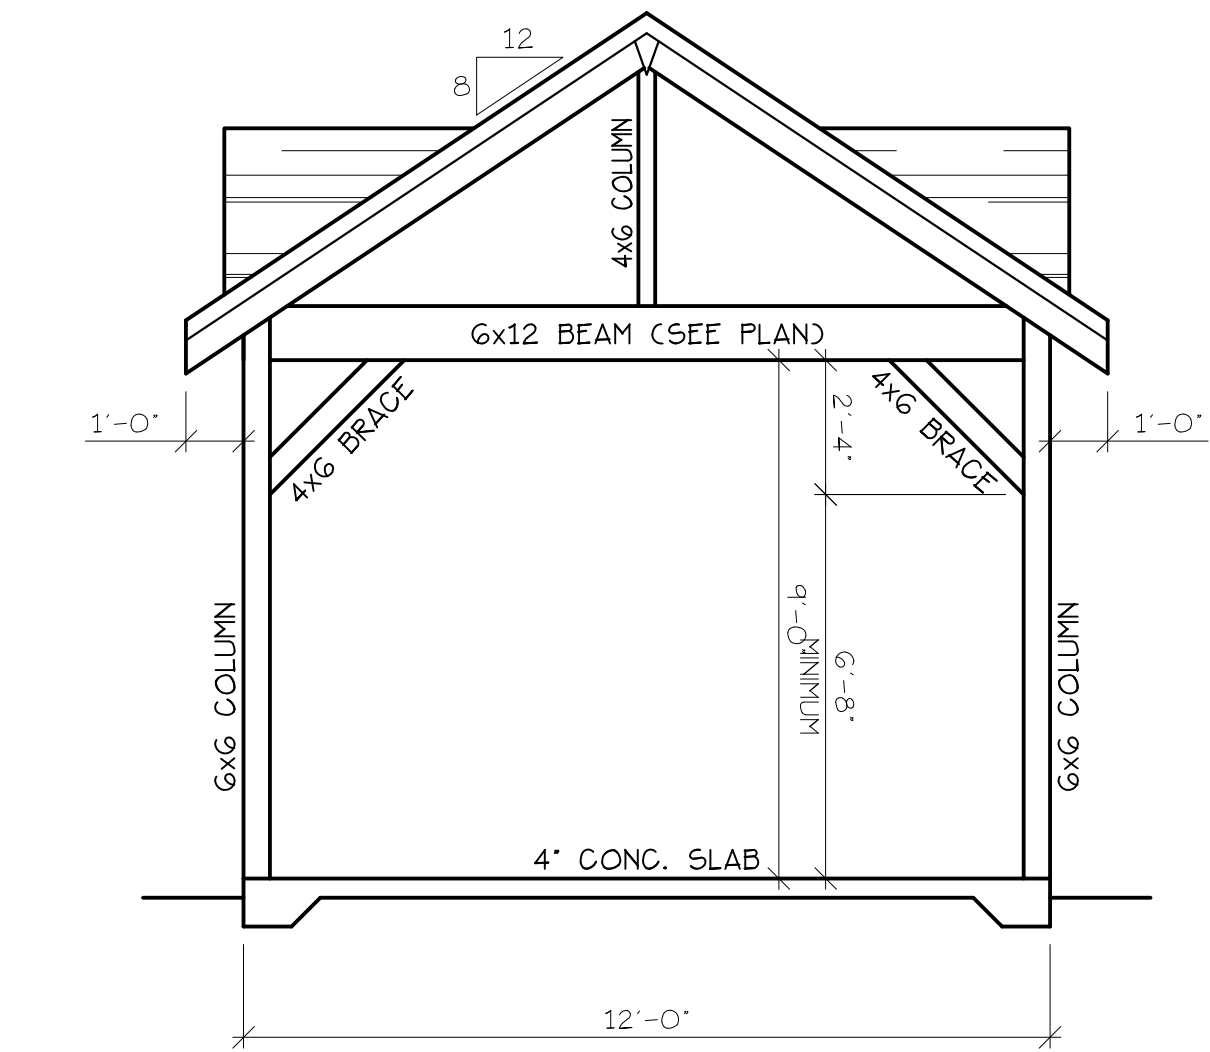 12
8
4x6 COLUMN
6x12 BEAM (SEE PLAN)
1'-0"
4x6 BRACE
2'-4"
4x6 BRACE
1'-0"
6x6 COLUMN
9'-0"
MINIMUM
6'-8"
6x6 COLUMN
4" CONC. SLAB
12'-0"